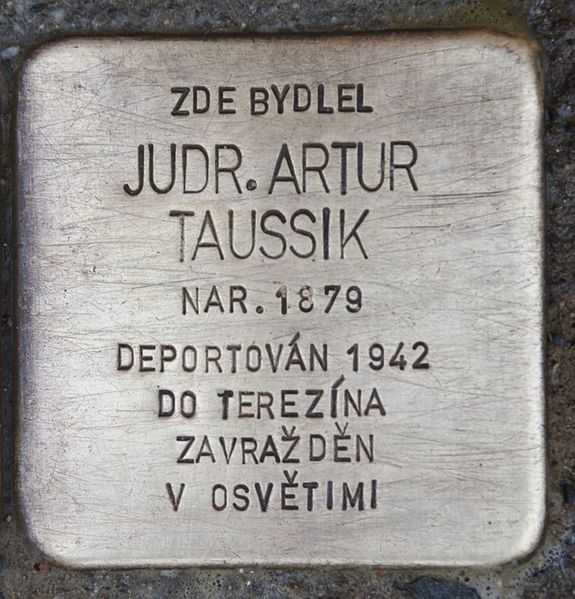 ZDE BYDLEL
JUDR. ARTUR
TAUSSIK
NAR. 1879
DEPORTOVÁN 1942
DO TEREZÍNA
ZAVRAŽDĚN
V OSVĚTIMI